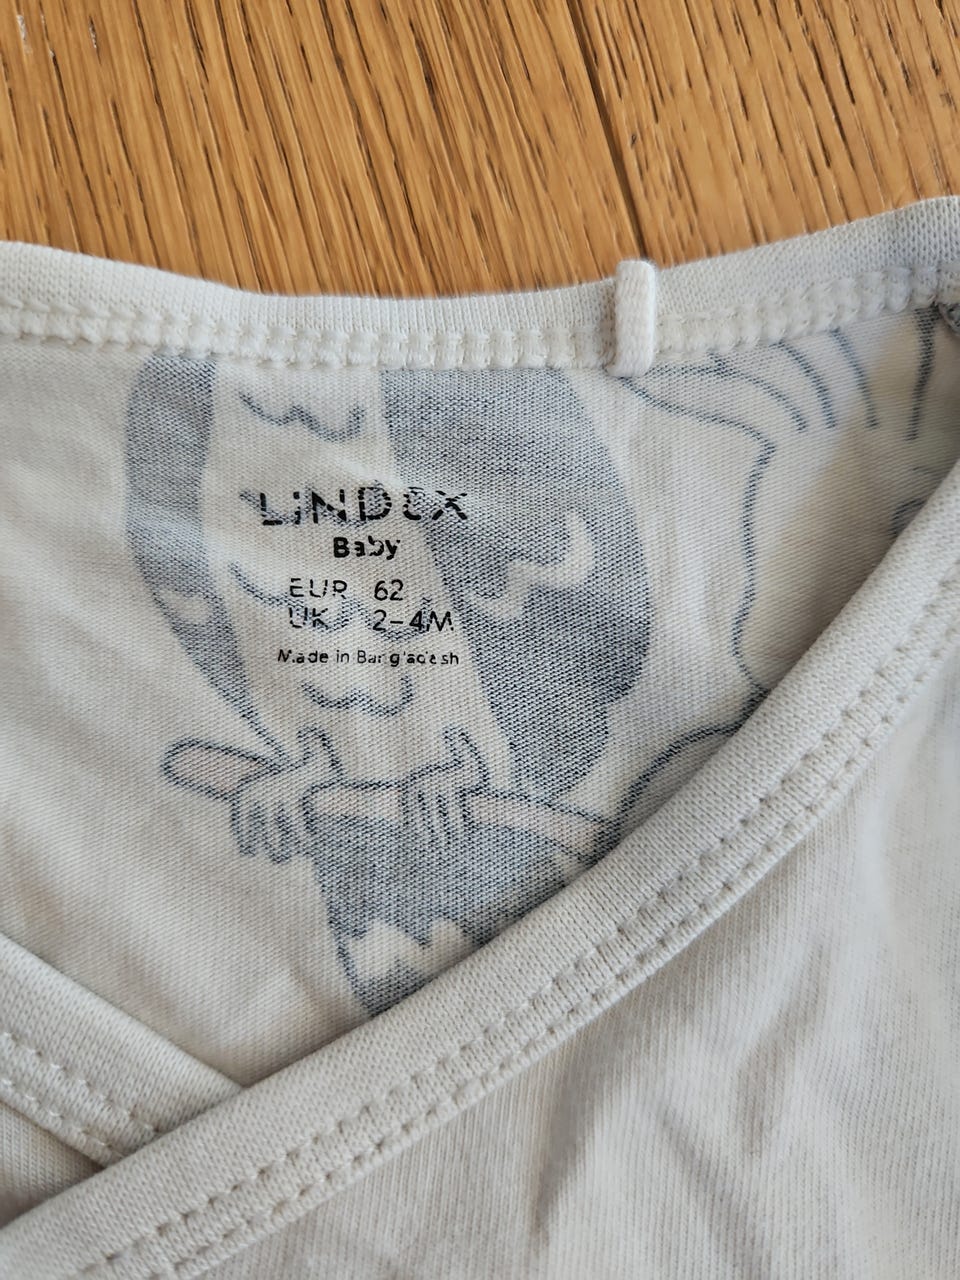 LINDEX
Baby
EUR 62
UK 2-4M
Made in Bangladesh